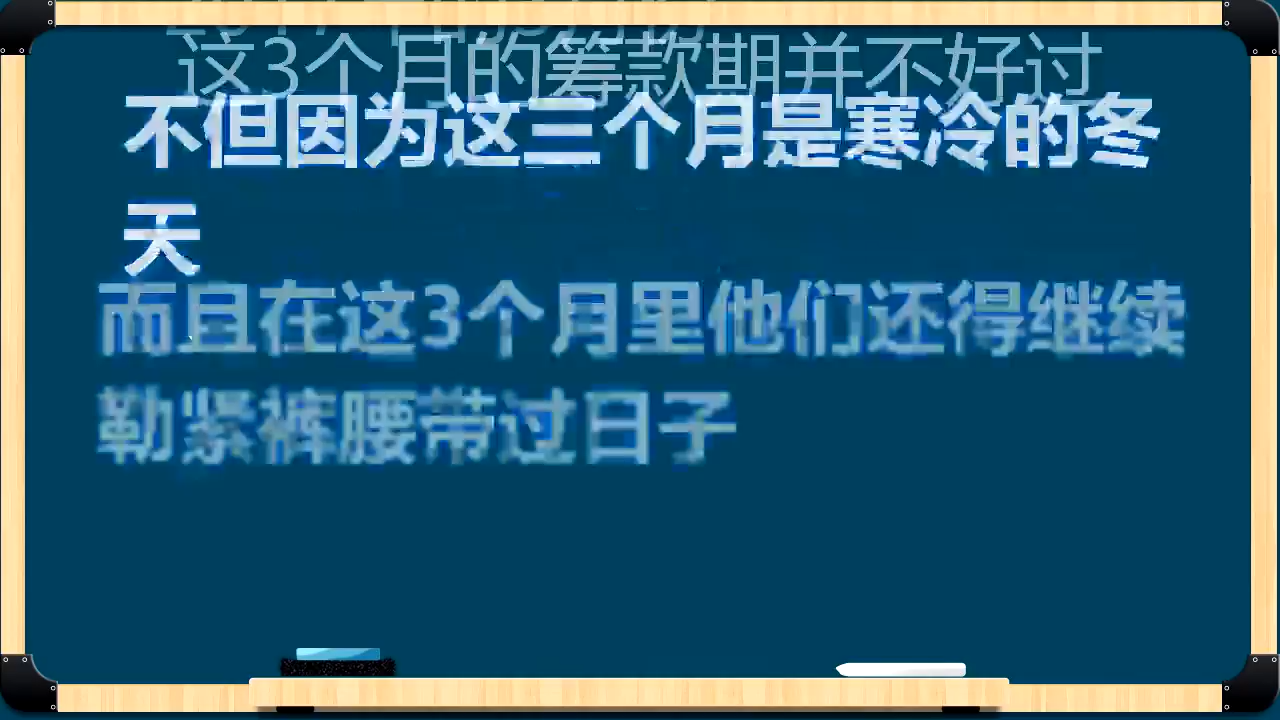 这3个月的筹款期并不好过
不但因为这三个月是寒冷的冬
天
而且在这3个月里他们还得继续
勒紧裤腰带过日子